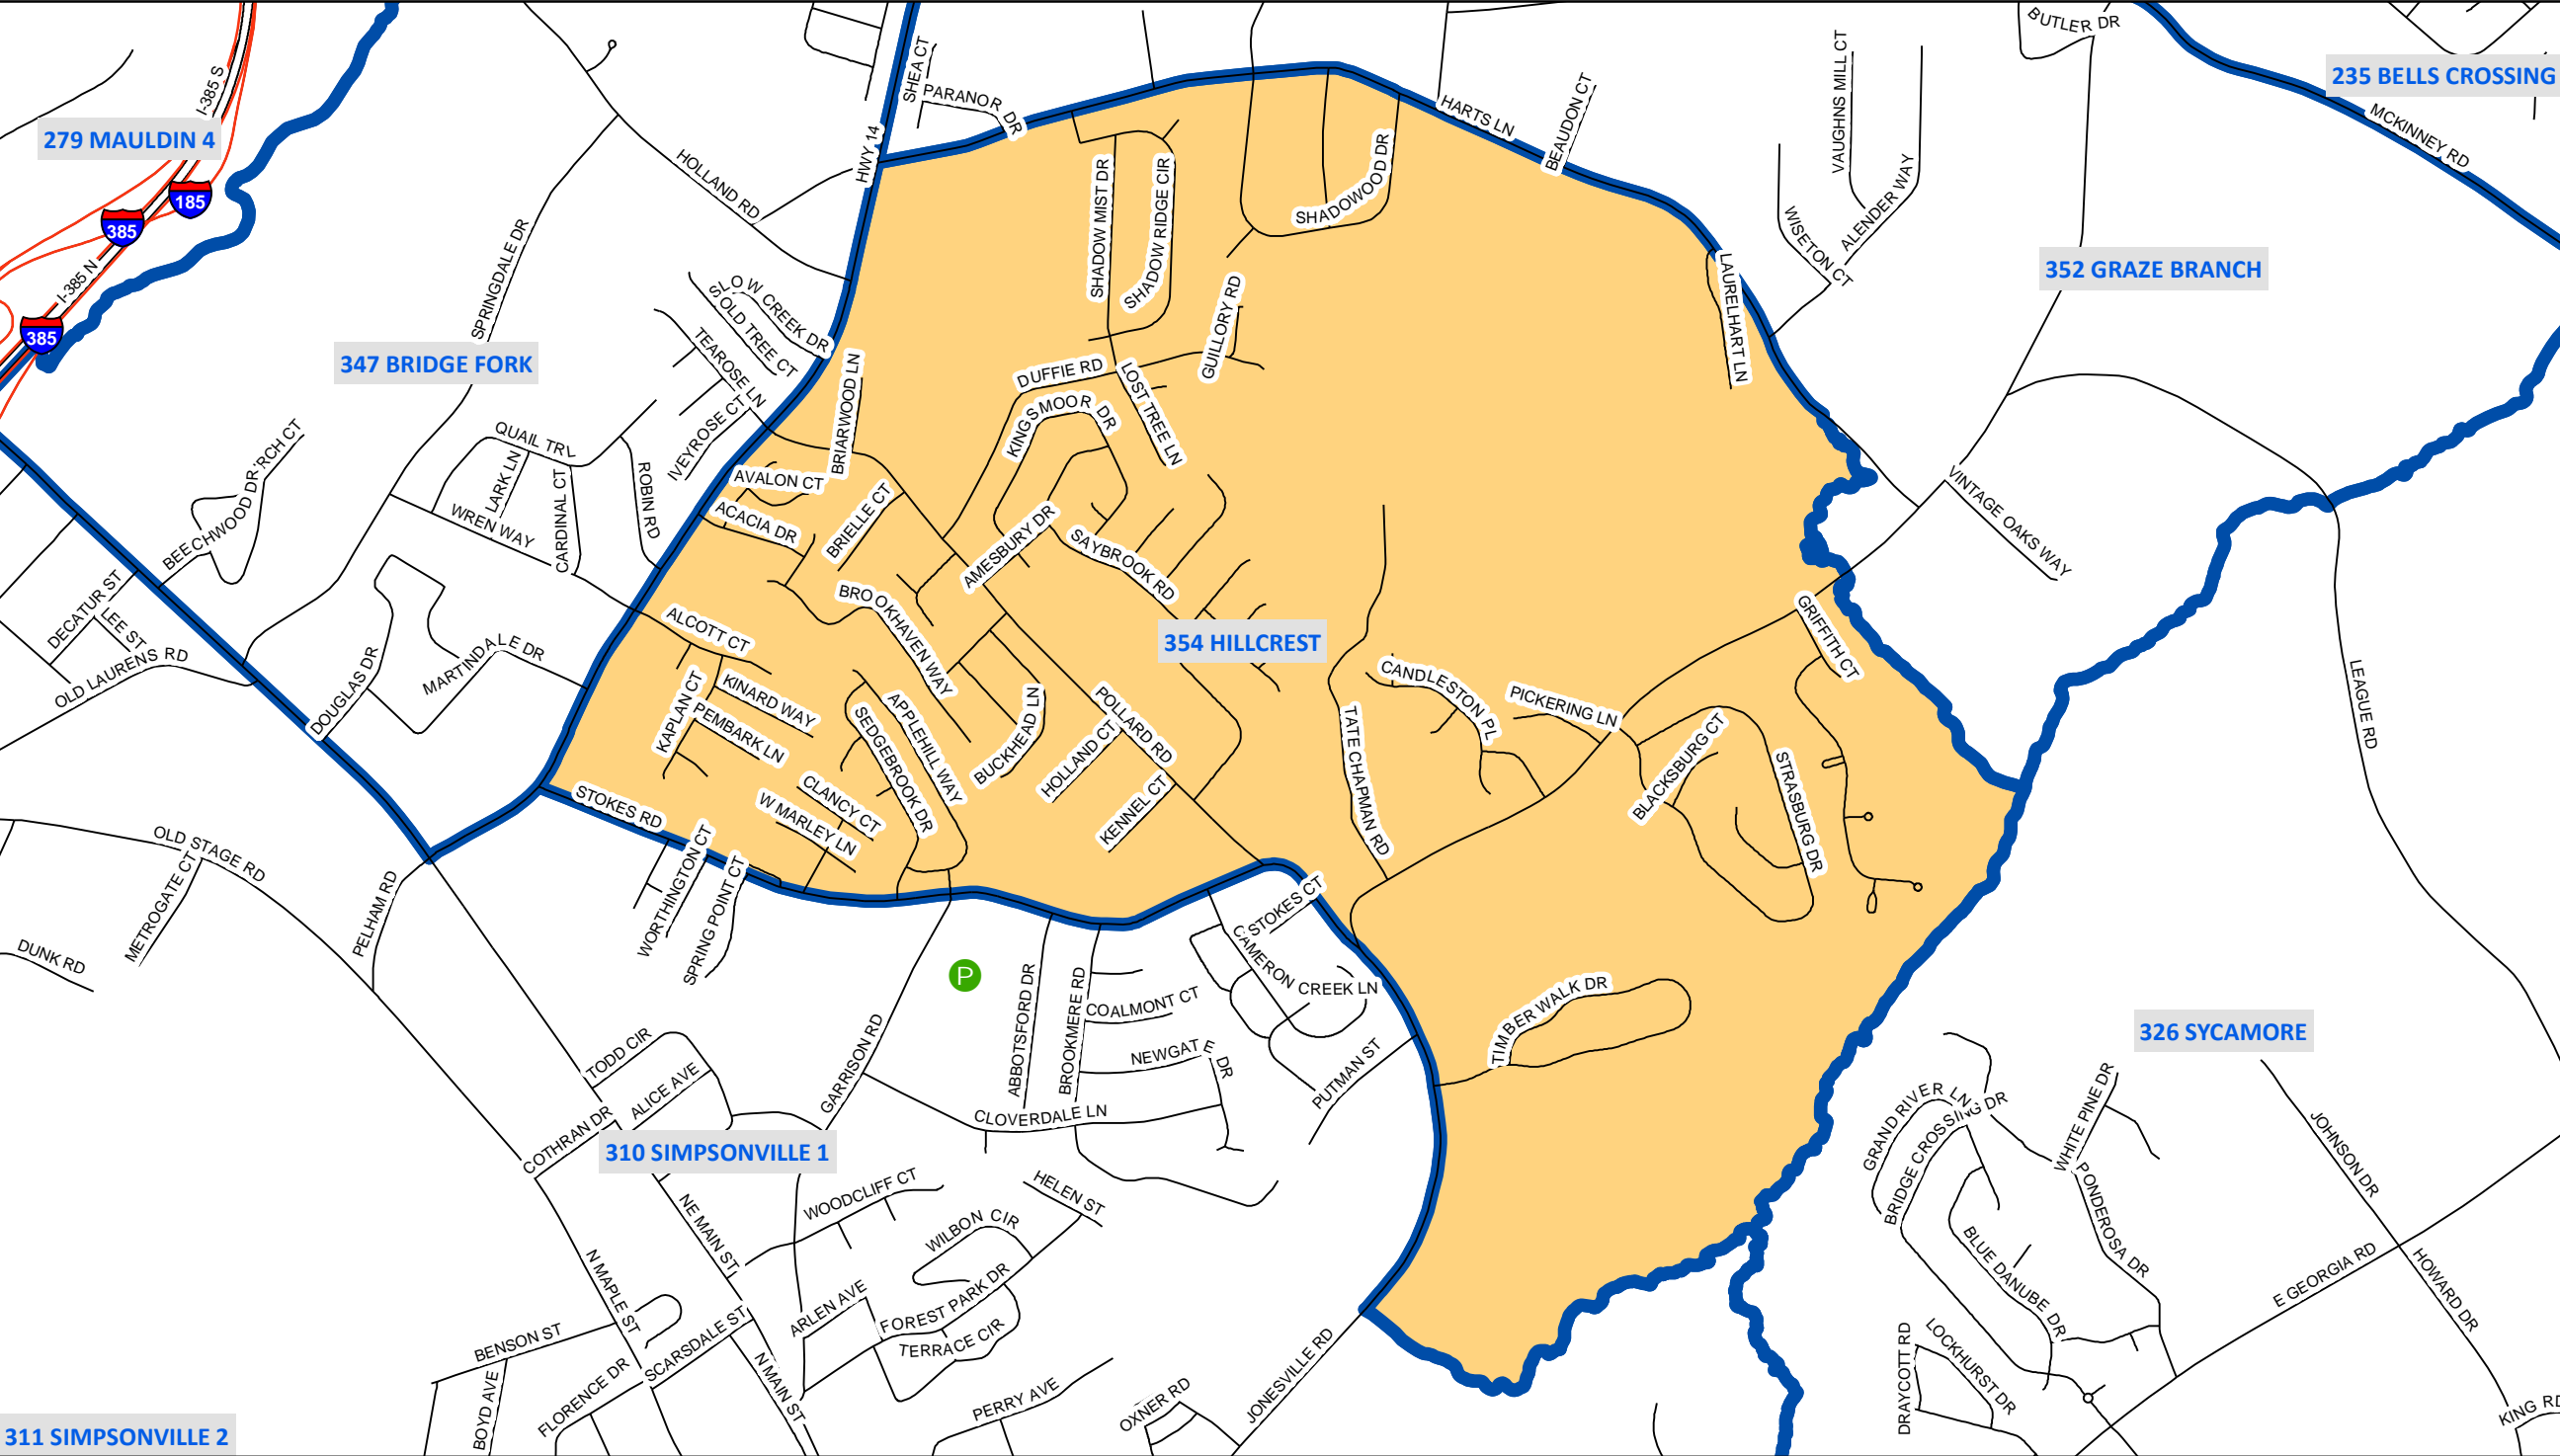 BUTLER DR
235 BELLS CROSSING
MCKINNEY RD
I-385 S
279 MAULDIN 4
185
385
I-385 N
385
SHEA CT
PARANOR DR
HWY 14
HOLLAND RD
SPRINGDALE DR
HARTS LN
BEAUDON CT
VAUGHNS MILL CT
ALENDER WAY
WISETON CT
352 GRAZE BRANCH
SHADOW MIST DR
SHADOW RIDGE CIR
SHADOWOOD DR
LAURELHART LN
GUILLORY RD
347 BRIDGE FORK
SLOW CREEK DR
OLD TREE CT
TEAROSE LN
IVEYROSE CT
BRIARWOOD LN
DUFFIE RD
LOST TREE LN
KINGSMOOR DR
QUAIL TRL
LARK LN
CARDINAL CT
ROBIN RD
WREN WAY
BEECHWOOD DR
RCH CT
AVALON CT
ACACIA DR
BRIELLE CT
AMESBURY DR
SAYBROOK RD
VINTAGE OAKS WAY
DECATUR ST
LEE ST
OLD LAURENS RD
DOUGLAS DR
MARTINDALE DR
ALCOTT CT
BROOKHAVEN WAY
354 HILLCREST
GRIFFITH CT
LEAGUE RD
KAPLAN CT
KINARD WAY
PEMBARK LN
SEDGEBROOK DR
APPLEHILL WAY
BUCKHEAD LN
HOLLAND CT
POLLARD RD
KENNEL CT
TATE CHAPMAN RD
CANDLESTON PL
PICKERING LN
BLACKSBURG CT
STRASBURG DR
STOKES RD
CLANCY CT
W MARLEY LN
WORTHINGTON CT
SPRING POINT CT
OLD STAGE RD
METROGATE CT
PELHAM RD
DUNK RD
P
STOKES CT
CAMERON CREEK LN
ABBOTSFORD DR
BROOKMERE RD
COALMONT CT
NEWGATE DR
PUTMAN ST
TIMBER WALK DR
326 SYCAMORE
TODD CIR
ALICE AVE
GARRISON RD
CLOVERDALE LN
COTHRAN DR
310 SIMPSONVILLE 1
GRAND RIVER LN
BRIDGE CROSSING DR
WHITE PINE DR
PONDEROSA DR
JOHNSON DR
NE MAIN ST
WOODCLIFF CT
HELEN ST
WILBON CIR
BLUE DANUBE DR
E GEORGIA RD
HOWARD DR
N MAPLE ST
ARLEN AVE
FOREST PARK DR
TERRACE CIR
BENSON ST
SCARSDALE ST
FLORENCE DR
N MAIN ST
BOYD AVE
PERRY AVE
OXNER RD
JONESVILLE RD
DRAYCOTT RD
LOCKHURST DR
KING RD
311 SIMPSONVILLE 2